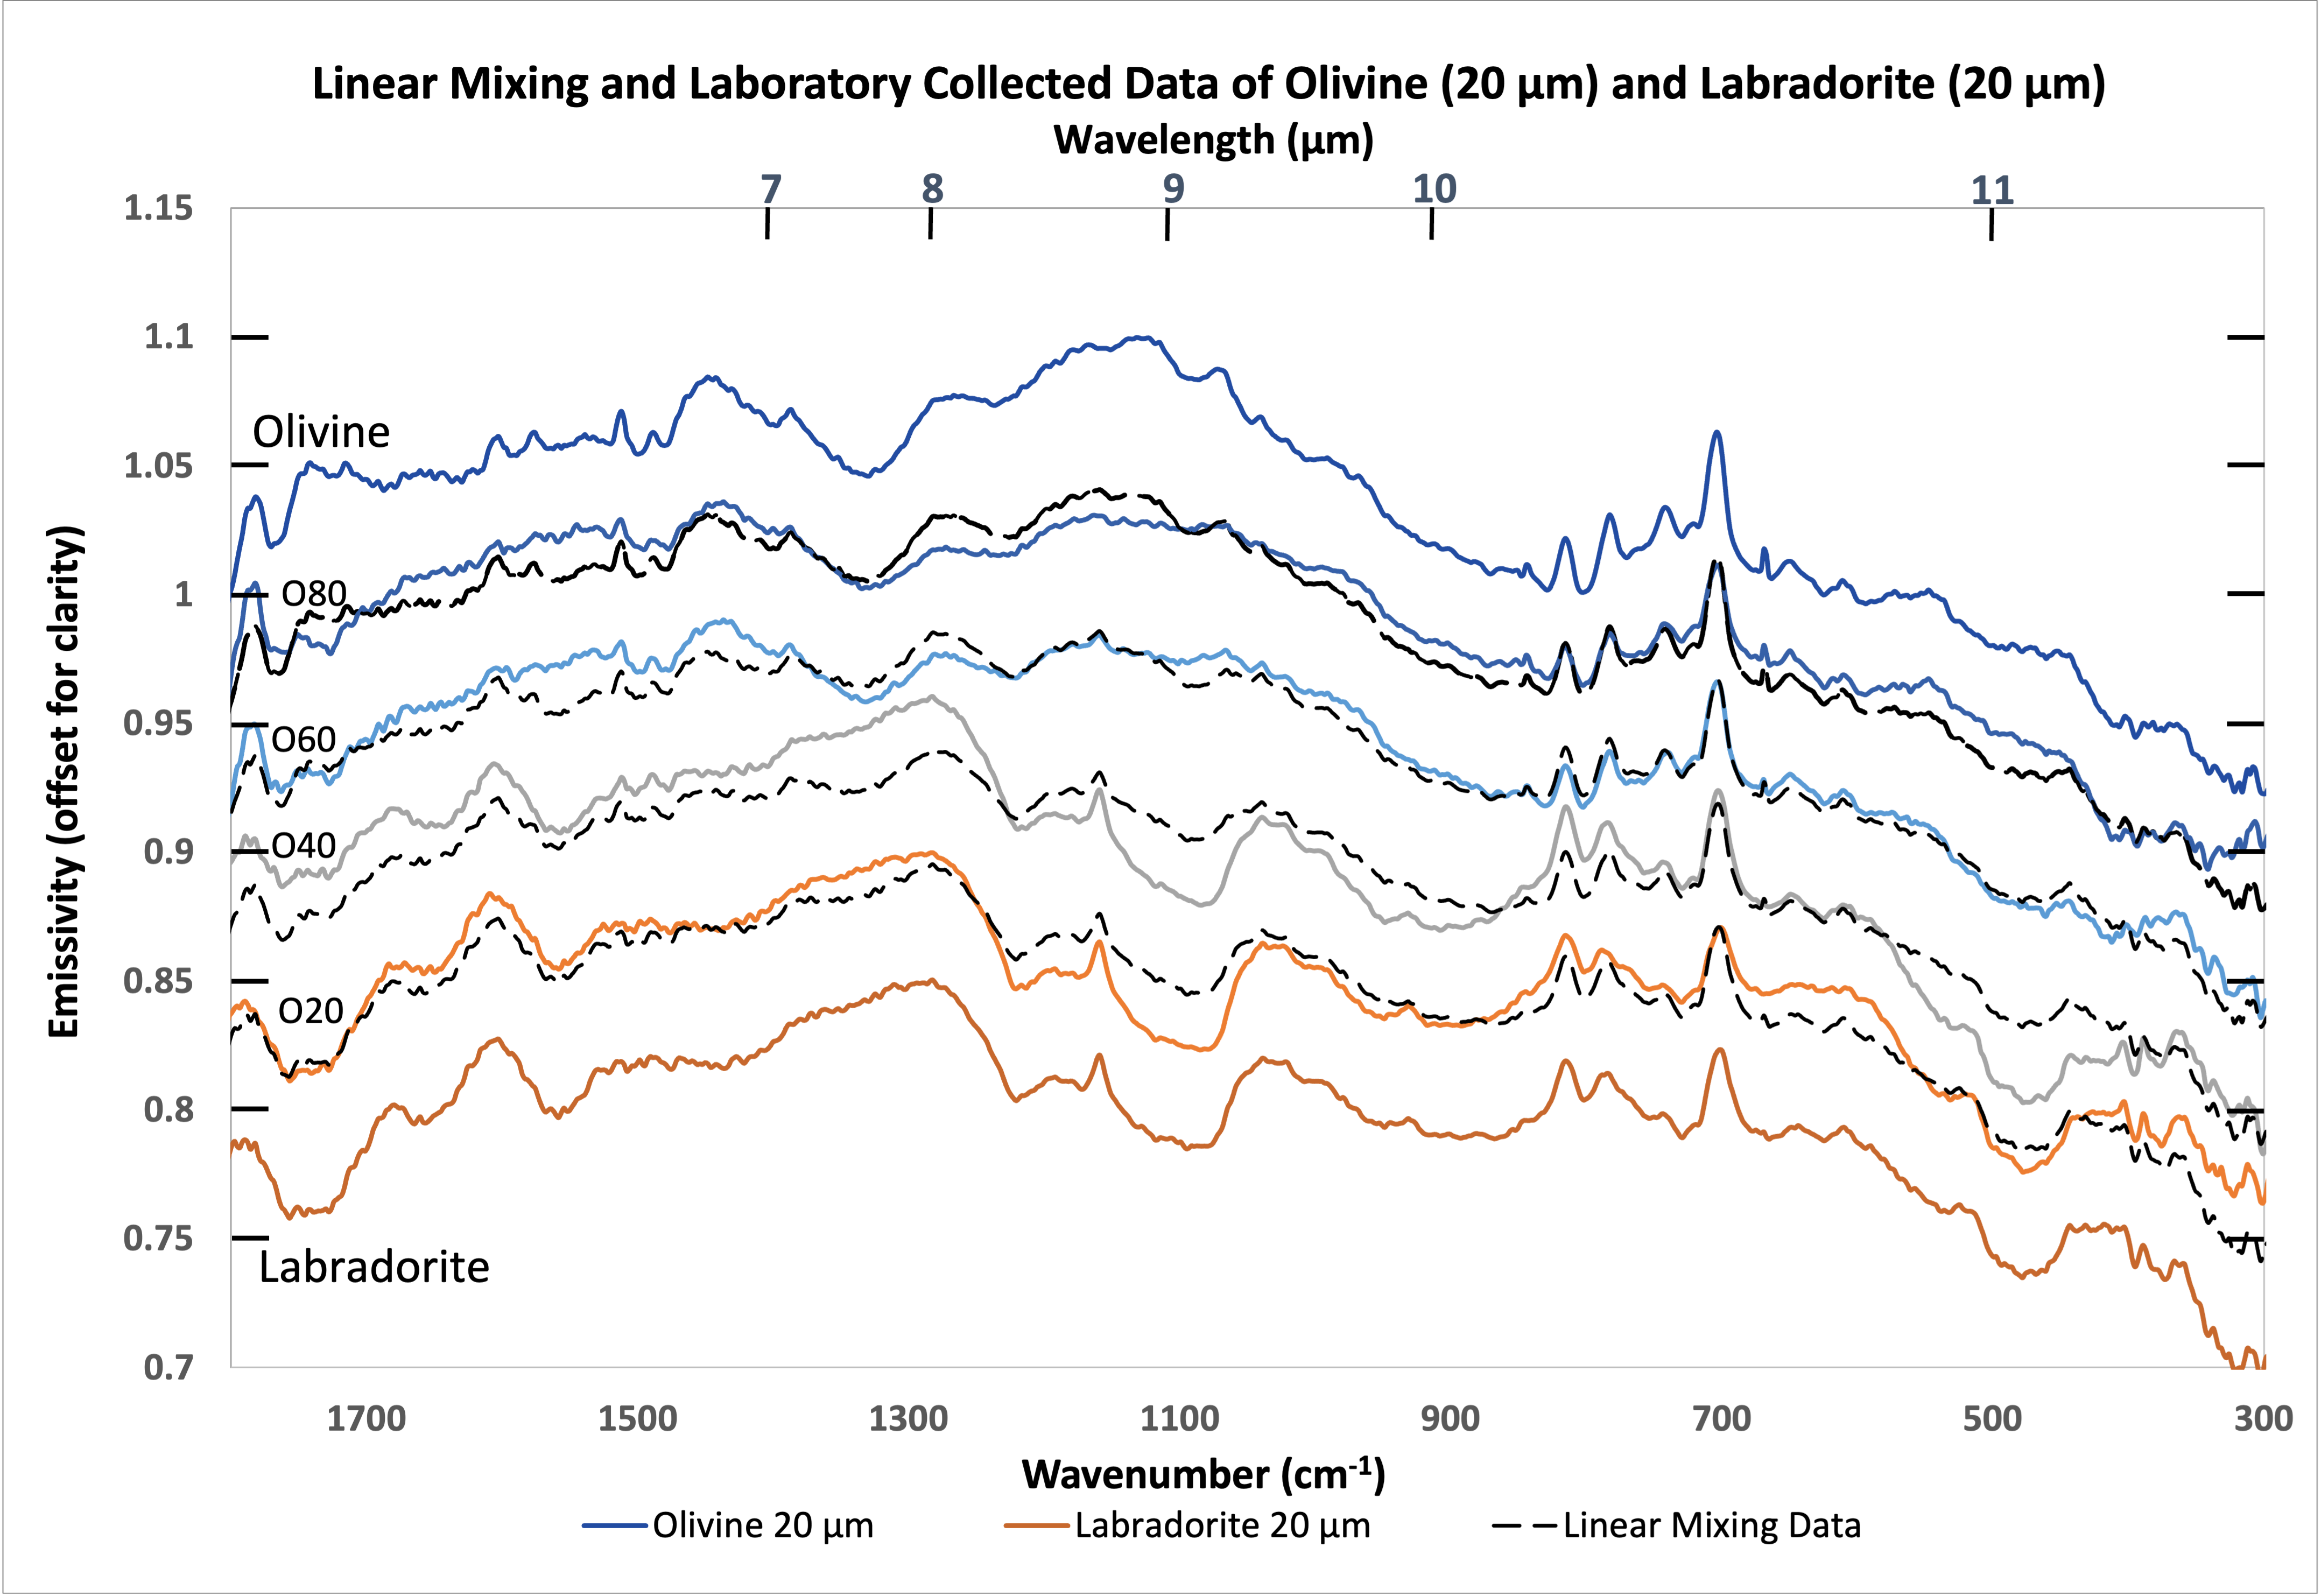 Linear Mixing and Laboratory Collected Data of Olivine (20 µm) and Labradorite (20 µm)
Wavelength (µm)
7 8 9 10 11
1.15
1.1
1.05
1
0.95
0.9
0.85
0.8
0.75
0.7
Emissivity (offset for clarity)
Olivine
O80
O60
O40
O20
Labradorite
1700 1500 1300 1100 900 700 500 300
Wavenumber (cm-1)
Olivine 20 µm Labradorite 20 µm Linear Mixing Data